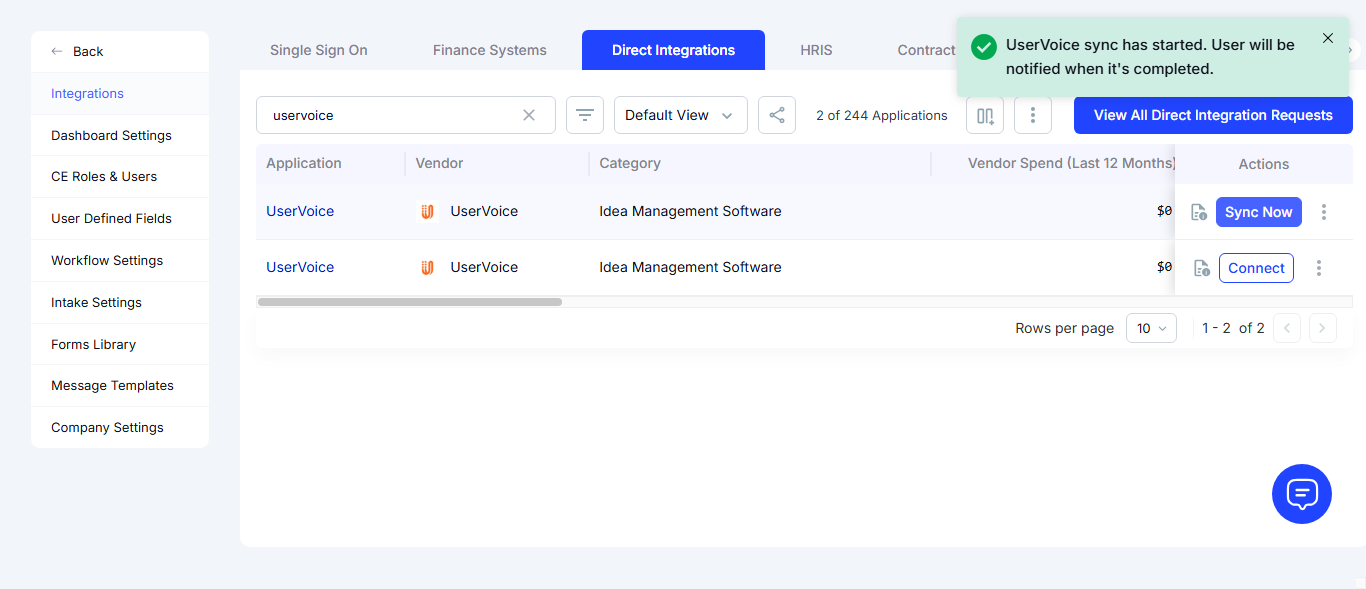 Back
Integrations
Dashboard Settings
CE Roles & Users
User Defined Fields
Workflow Settings
Intake Settings
Forms Library
Message Templates
Company Settings
Single Sign On Finance Systems Direct Integrations HRIS Contract
UserVoice sync has started. User will be
notified when it's completed.
uservoice Default View 2 of 244 Applications View All Direct Integration Requests
Application Vendor Category Vendor Spend (Last 12 Months) Actions
UserVoice UserVoice Idea Management Software $0 Sync Now
UserVoice UserVoice Idea Management Software $0 Connect
Rows per page 10 1 - 2 of 2